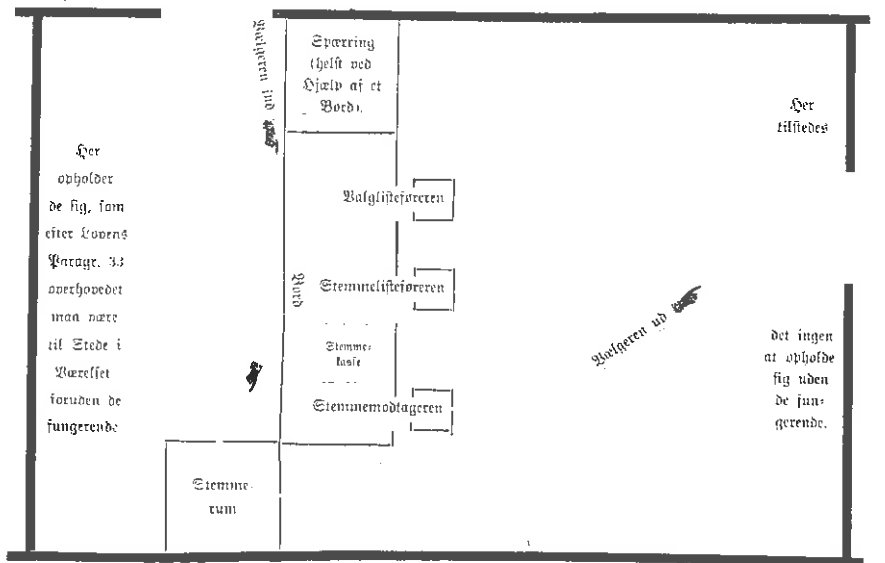 Vælgeren ind
Spærring
(helst ved
Hjælp af et
Bord).
Her
opholder
de sig, som
efter Lovens
Paragr. 33
overhovedet
maa være
til Stede i
Værelset
foruden de
fungerende
Valglisteføreren
Bord
Stemmelisteføreren
Stemme-
kasse
Stemmemodtageren
Stemme-
rum
Vælgeren ud
Her
tilstedes
det ingen
at opholde
sig uden
de fun-
gerende.